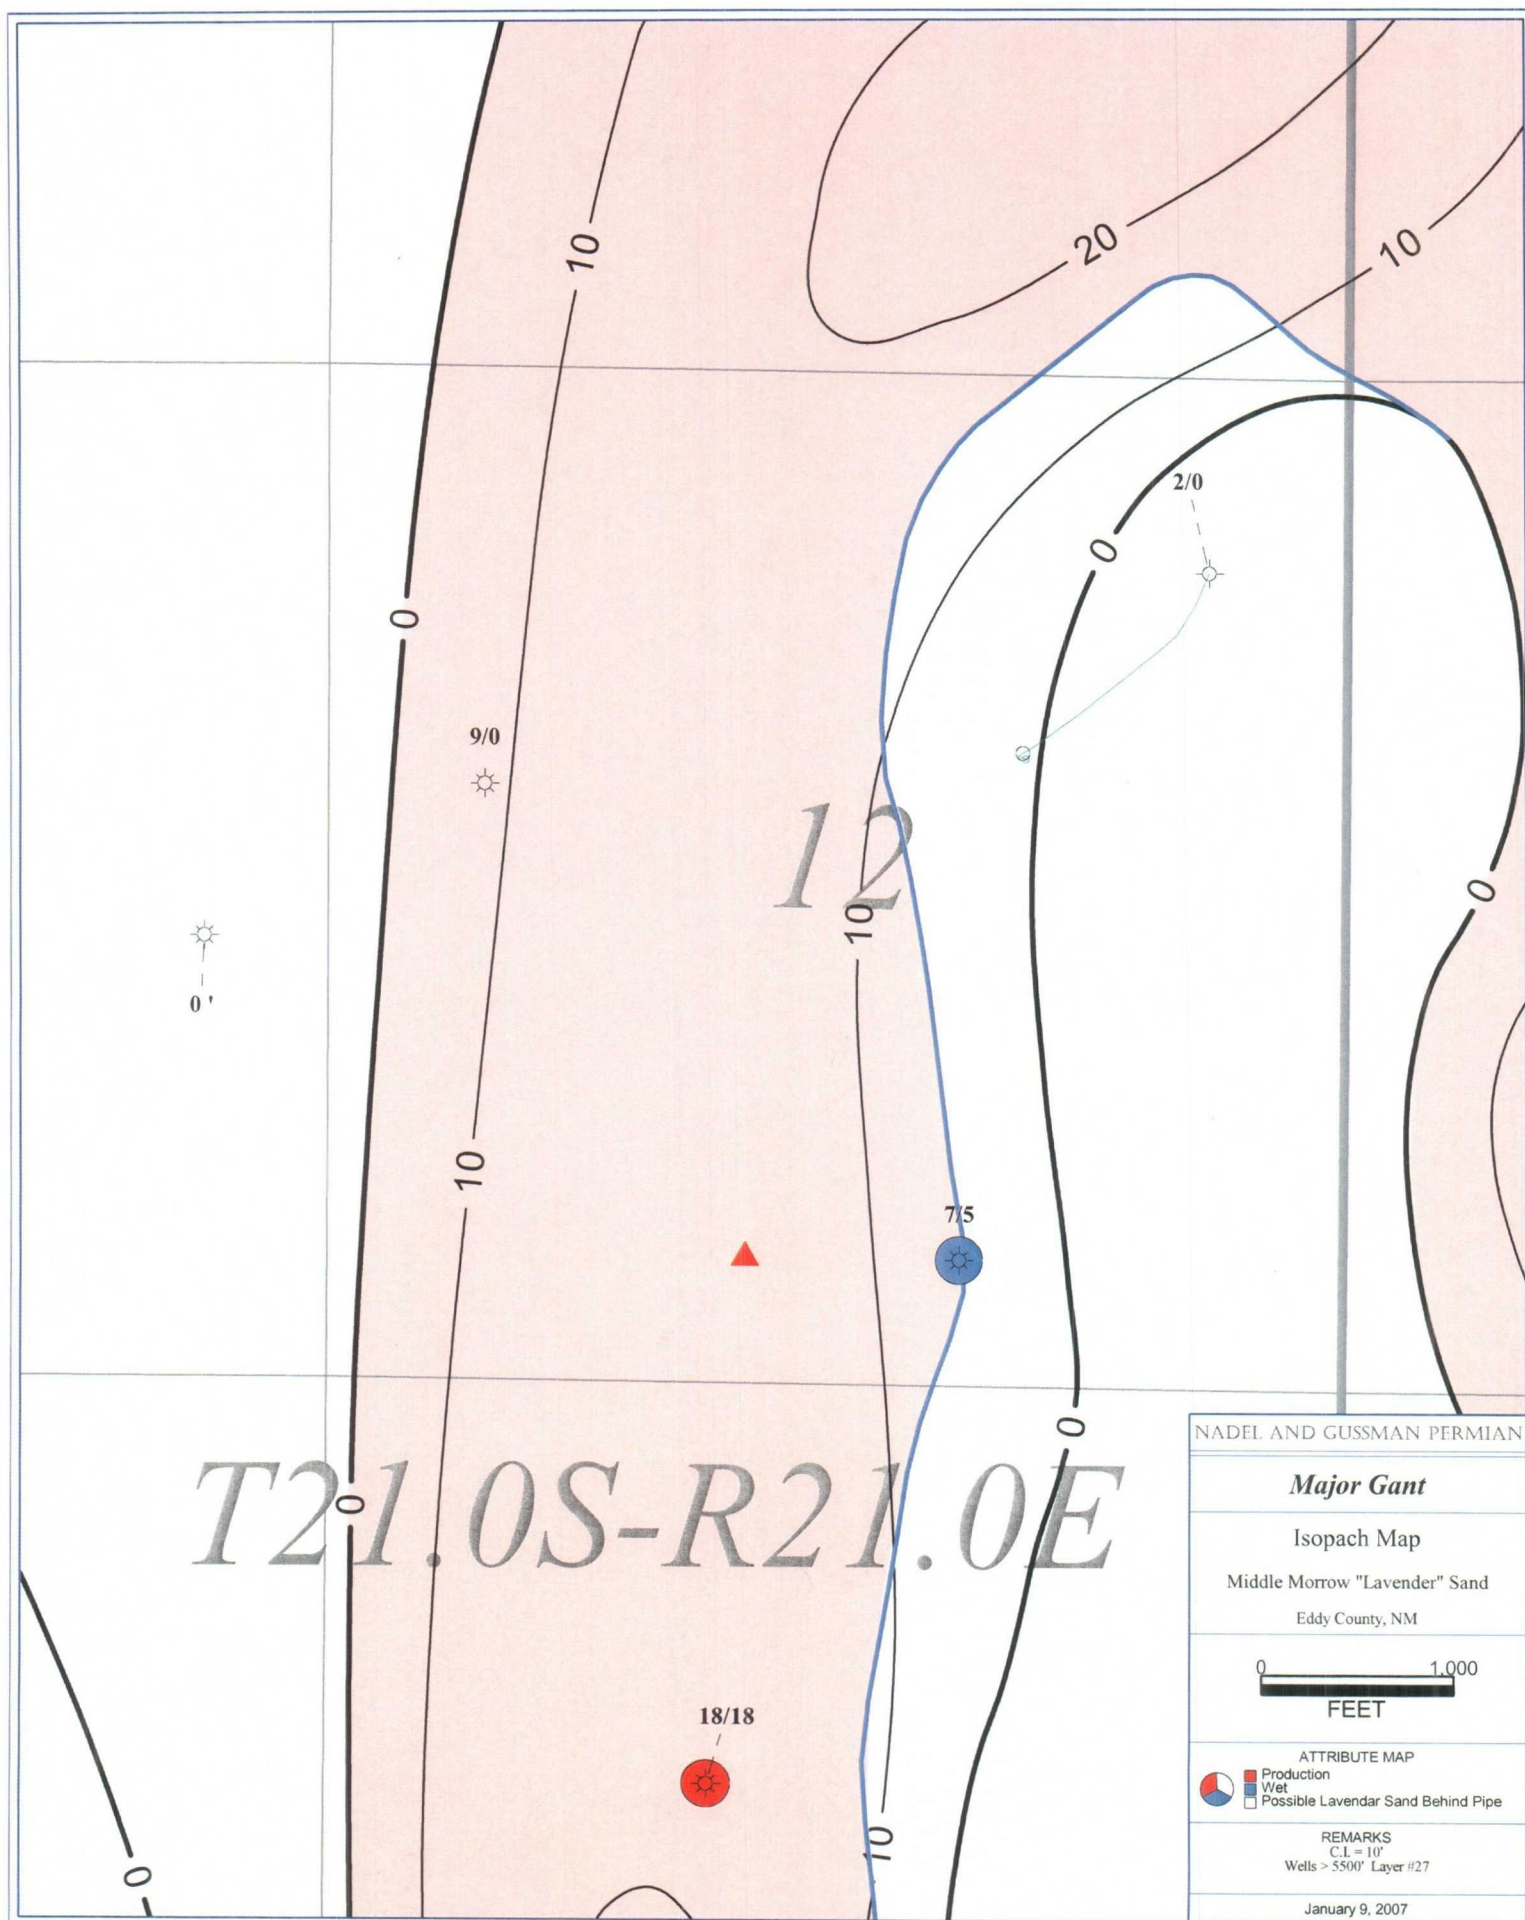 20
10
10
2/0
0
0
9/0
12
0
10
0 '
10
7/5
0
T21.0S-R21.0E
0
18/18
10
0
NADEL AND GUSSMAN PERMIAN
Major Gant
Isopach Map
Middle Morrow "Lavender" Sand
Eddy County, NM
0 1,000
FEET
ATTRIBUTE MAP
Production
Wet
Possible Lavendar Sand Behind Pipe
REMARKS
C.I. = 10'
Wells > 5500' Layer #27
January 9, 2007